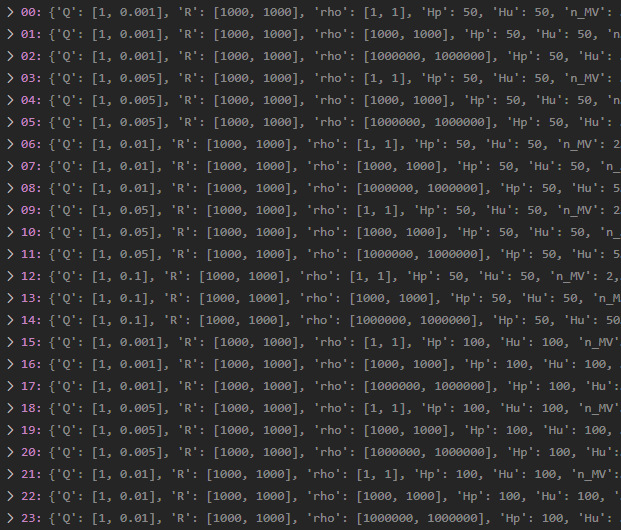 > 00: {'Q': [1, 0.001], 'R': [1000, 1000], 'rho': [1, 1], 'Hp': 50, 'Hu': 50, 'n_MV':
> 01: {'Q': [1, 0.001], 'R': [1000, 1000], 'rho': [1000, 1000], 'Hp': 50, 'Hu': 50, 'n
> 02: {'Q': [1, 0.001], 'R': [1000, 1000], 'rho': [1000000, 1000000], 'Hp': 50, 'Hu':
> 03: {'Q': [1, 0.005], 'R': [1000, 1000], 'rho': [1, 1], 'Hp': 50, 'Hu': 50, 'n_MV':
> 04: {'Q': [1, 0.005], 'R': [1000, 1000], 'rho': [1000, 1000], 'Hp': 50, 'Hu': 50, 'n
> 05: {'Q': [1, 0.005], 'R': [1000, 1000], 'rho': [1000000, 1000000], 'Hp': 50, 'Hu':
> 06: {'Q': [1, 0.01], 'R': [1000, 1000], 'rho': [1, 1], 'Hp': 50, 'Hu': 50, 'n_MV': 2
> 07: {'Q': [1, 0.01], 'R': [1000, 1000], 'rho': [1000, 1000], 'Hp': 50, 'Hu': 50, 'n_
> 08: {'Q': [1, 0.01], 'R': [1000, 1000], 'rho': [1000000, 1000000], 'Hp': 50, 'Hu': 5
> 09: {'Q': [1, 0.05], 'R': [1000, 1000], 'rho': [1, 1], 'Hp': 50, 'Hu': 50, 'n_MV': 2
> 10: {'Q': [1, 0.05], 'R': [1000, 1000], 'rho': [1000, 1000], 'Hp': 50, 'Hu': 50, 'n_
> 11: {'Q': [1, 0.05], 'R': [1000, 1000], 'rho': [1000000, 1000000], 'Hp': 50, 'Hu': 5
> 12: {'Q': [1, 0.1], 'R': [1000, 1000], 'rho': [1, 1], 'Hp': 50, 'Hu': 50, 'n_MV': 2,
> 13: {'Q': [1, 0.1], 'R': [1000, 1000], 'rho': [1000, 1000], 'Hp': 50, 'Hu': 50, 'n_M
> 14: {'Q': [1, 0.1], 'R': [1000, 1000], 'rho': [1000000, 1000000], 'Hp': 50, 'Hu': 50
> 15: {'Q': [1, 0.001], 'R': [1000, 1000], 'rho': [1, 1], 'Hp': 100, 'Hu': 100, 'n_MV'
> 16: {'Q': [1, 0.001], 'R': [1000, 1000], 'rho': [1000, 1000], 'Hp': 100, 'Hu': 100,
> 17: {'Q': [1, 0.001], 'R': [1000, 1000], 'rho': [1000000, 1000000], 'Hp': 100, 'Hu':
> 18: {'Q': [1, 0.005], 'R': [1000, 1000], 'rho': [1, 1], 'Hp': 100, 'Hu': 100, 'n_MV'
> 19: {'Q': [1, 0.005], 'R': [1000, 1000], 'rho': [1000, 1000], 'Hp': 100, 'Hu': 100,
> 20: {'Q': [1, 0.005], 'R': [1000, 1000], 'rho': [1000000, 1000000], 'Hp': 100, 'Hu':
> 21: {'Q': [1, 0.01], 'R': [1000, 1000], 'rho': [1, 1], 'Hp': 100, 'Hu': 100, 'n_MV':
> 22: {'Q': [1, 0.01], 'R': [1000, 1000], 'rho': [1000, 1000], 'Hp': 100, 'Hu': 100, '
> 23: {'Q': [1, 0.01], 'R': [1000, 1000], 'rho': [1000000, 1000000], 'Hp': 100, 'Hu':